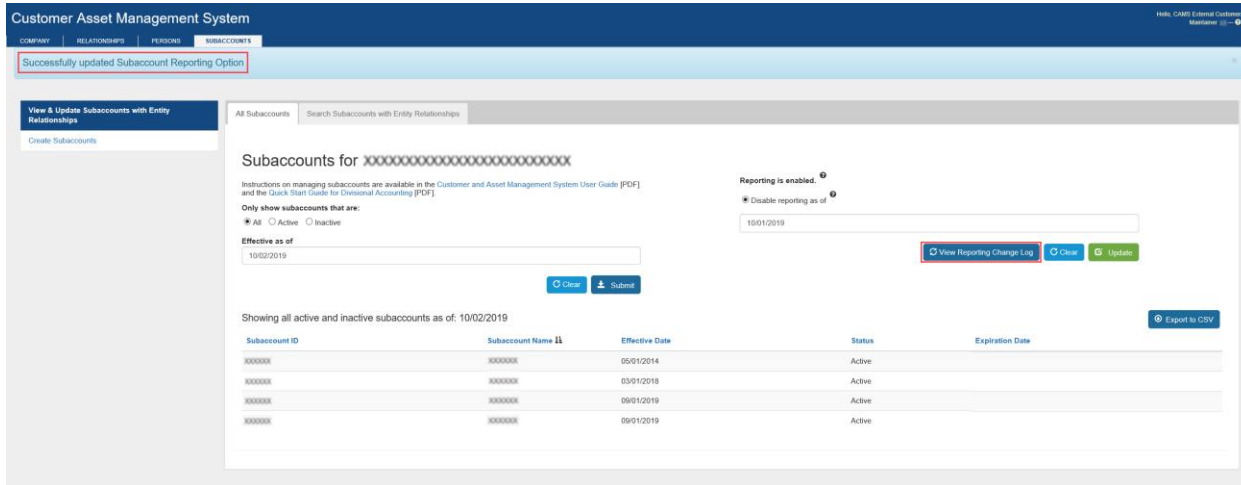 Customer Asset Management System
Hello, CAMS External Customer
Maintainer
COMPANY
RELATIONSHIPS
PERSONS
SUBACCOUNTS
Successfully updated Subaccount Reporting Option
×
View & Update Subaccounts with Entity
Relationships
Create Subaccounts
All Subaccounts
Search Subaccounts with Entity Relationships
Subaccounts for XXXXXXXXXXXXXXXXXXXXXXXXX
Instructions on managing subaccounts are available in the Customer and Asset Management System User Guide [PDF]
and the Quick Start Guide for Divisional Accounting [PDF].
Only show subaccounts that are:
All Active Inactive
Effective as of
10/02/2019
Clear Submit
Reporting is enabled.
Disable reporting as of
10/01/2019
View Reporting Change Log Clear Update
Showing all active and inactive subaccounts as of: 10/02/2019
Export to CSV
Subaccount ID Subaccount Name Effective Date Status Expiration Date
XXXXXX XXXXXX 05/01/2014 Active
XXXXXX XXXXXX 03/01/2018 Active
XXXXXX XXXXXX 09/01/2019 Active
XXXXXX XXXXXX 09/01/2019 Active